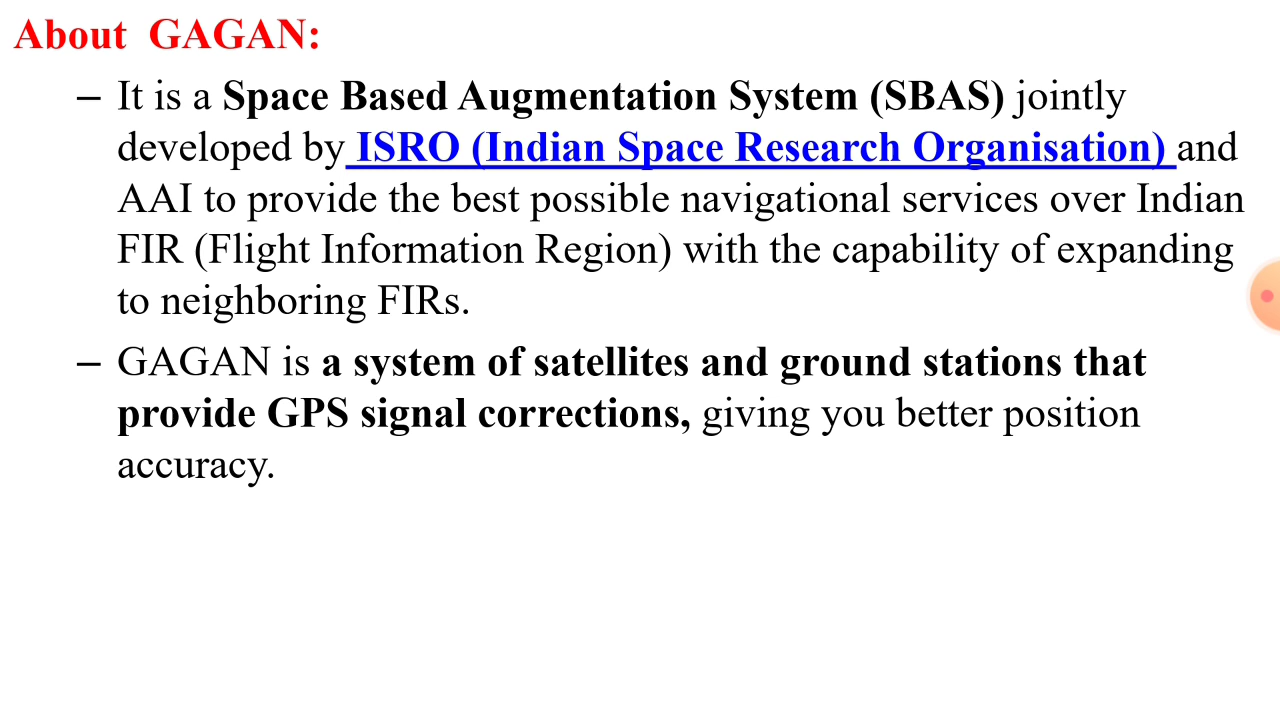 About GAGAN:
– It is a Space Based Augmentation System (SBAS) jointly
developed by ISRO (Indian Space Research Organisation) and
AAI to provide the best possible navigational services over Indian
FIR (Flight Information Region) with the capability of expanding
to neighboring FIRs.
– GAGAN is a system of satellites and ground stations that
provide GPS signal corrections, giving you better position
accuracy.